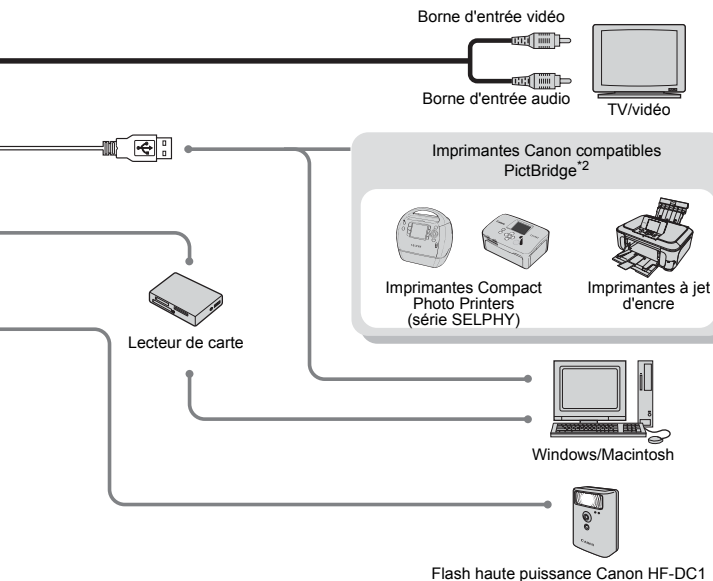 Borne d'entrée vidéo
Borne d'entrée audio
TV/vidéo
Imprimantes Canon compatibles
PictBridge*2
Imprimantes Compact
Photo Printers
(série SELPHY)
Imprimantes à jet
d'encre
Lecteur de carte
Windows/Macintosh
Canon
Flash haute puissance Canon HF-DC1